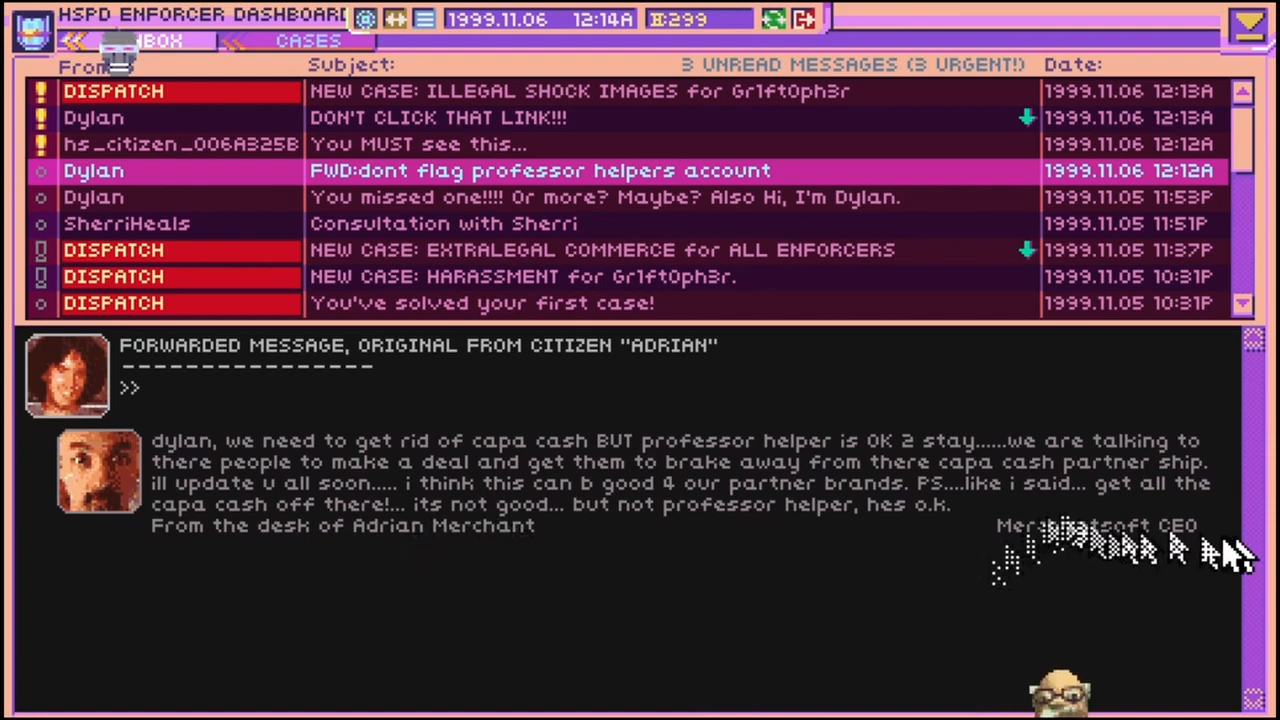 HSPD ENFORCER DASHBOARD
1999.11.06 12:14A
299
BOX
CASES
From:
Subject:
3 UNREAD MESSAGES (3 URGENT!)
Date:
DISPATCH NEW CASE: ILLEGAL SHOCK IMAGES for Gr1ft0ph3r 1999.11.06 12:13A
Dylan DON'T CLICK THAT LINK!!! 1999.11.06 12:13A
hs_citizen_006A325B You MUST see this... 1999.11.06 12:12A
Dylan FWD:dont flag professor helpers account 1999.11.06 12:12A
Dylan You missed one!!!! Or more? Maybe? Also Hi, I'm Dylan. 1999.11.05 11:53P
SherriHeals Consultation with Sherri 1999.11.05 11:51P
DISPATCH NEW CASE: EXTRALEGAL COMMERCE for ALL ENFORCERS 1999.11.05 11:37P
DISPATCH NEW CASE: HARASSMENT for Gr1ft0ph3r. 1999.11.05 10:31P
DISPATCH You've solved your first case! 1999.11.05 10:31P
FORWARDED MESSAGE, ORIGINAL FROM CITIZEN "ADRIAN"
----------------
>>
dylan, we need to get rid of capa cash BUT professor helper is OK 2 stay......we are talking to
there people to make a deal and get them to brake away from there capa cash partner ship.
ill update u all soon..... i think this can b good 4 our partner brands. PS....like i said... get all the
capa cash off there!... its not good... but not professor helper, hes o.k.
From the desk of Adrian Merchant
CEO